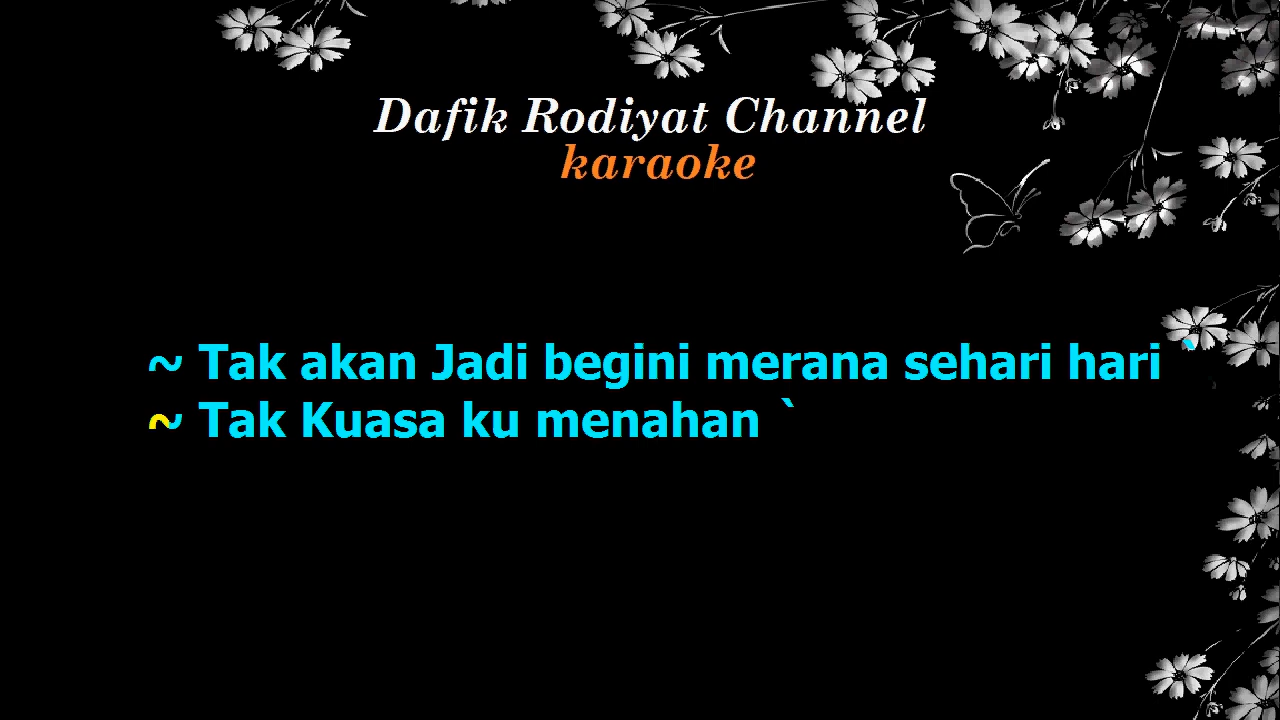 Dafik Rodiyat Channel
karaoke
~ Tak akan Jadi begini merana sehari hari `
~ Tak Kuasa ku menahan `